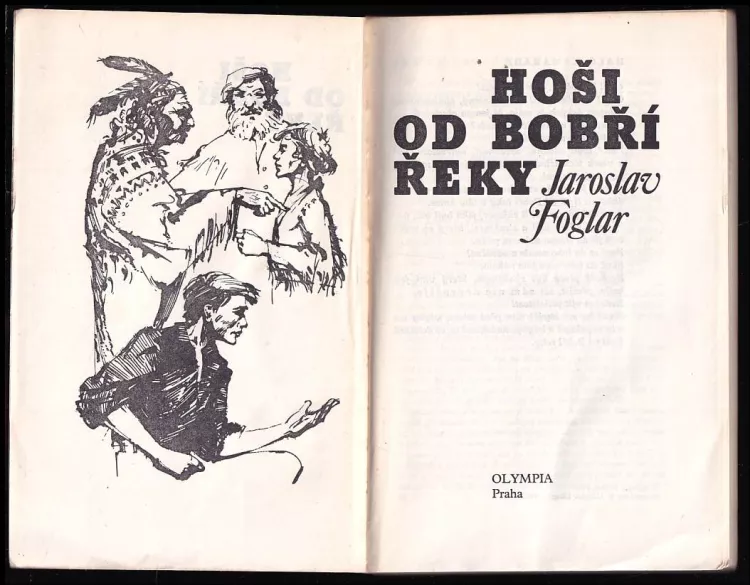 HOŠI
OD BOBŘÍ
ŘEKY Jaroslav
Foglar
OLYMPIA
Praha